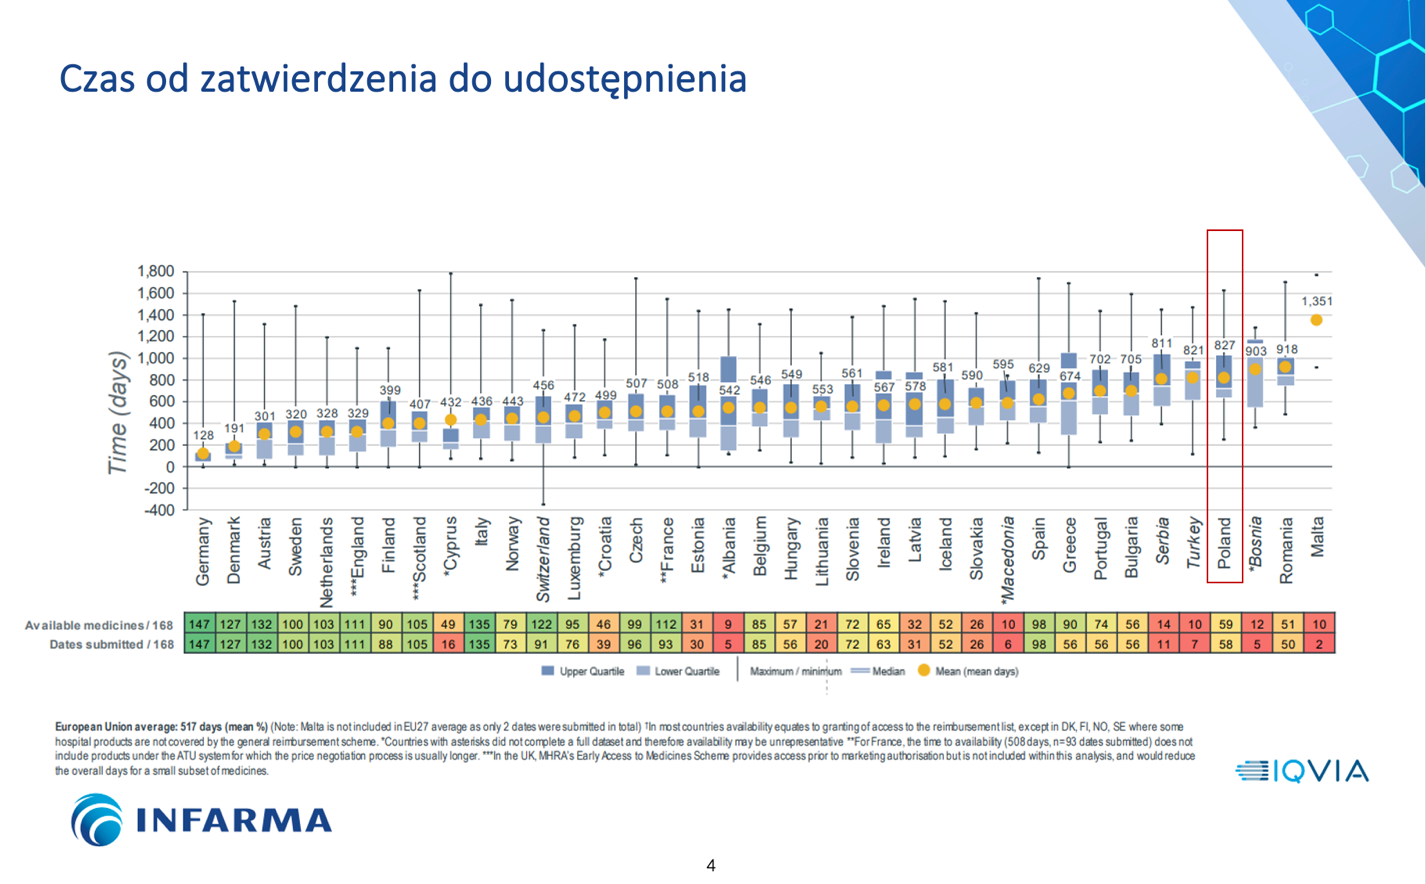 Czas od zatwierdzenia do udostępnienia
Time (days)
1,800
1,600
1,400
1,200
1,000
800
600
400
200
0
-200
-400
128 191 301 320 328 329 399 407 432 436 443 456 472 499 507 508 518 542 546 549 553 561 567 578 581 590 595 629 674 702 705 811 821 827 903 918 1,351
Germany Denmark Austria Sweden Netherlands ***England Finland ***Scotland *Cyprus Italy Norway Switzerland Luxemburg *Croatia Czech **France Estonia *Albania Belgium Hungary Lithuania Slovenia Ireland Latvia Iceland Slovakia *Macedonia Spain Greece Portugal Bulgaria Serbia Turkey Poland *Bosnia Romania Malta
Available medicines / 168 147 127 132 100 103 111 90 105 49 135 79 122 95 46 99 112 31 9 85 57 21 72 65 32 52 26 10 98 90 74 56 14 10 59 12 51 10
Dates submitted / 168 147 127 132 100 103 111 88 105 16 135 73 91 76 39 96 93 30 5 85 56 20 72 63 31 52 26 6 98 56 56 56 11 7 58 5 50 2
Upper Quartile Lower Quartile Maximum / minimum Median Mean (mean days)
European Union average: 517 days (mean %) (Note: Malta is not included in EU27 average as only 2 dates were submitted in total) †In most countries availability equates to granting of access to the reimbursement list, except in DK, FI, NO, SE where some
hospital products are not covered by the general reimbursement scheme. *Countries with asterisks did not complete a full dataset and therefore availability may be unrepresentative **For France, the time to availability (508 days, n=93 dates submitted) does not
include products under the ATU system for which the price negotiation process is usually longer. ***In the UK, MHRA's Early Access to Medicines Scheme provides access prior to marketing authorisation but is not included within this analysis, and would reduce
the overall days for a small subset of medicines.
IQVIA
INFARMA
4